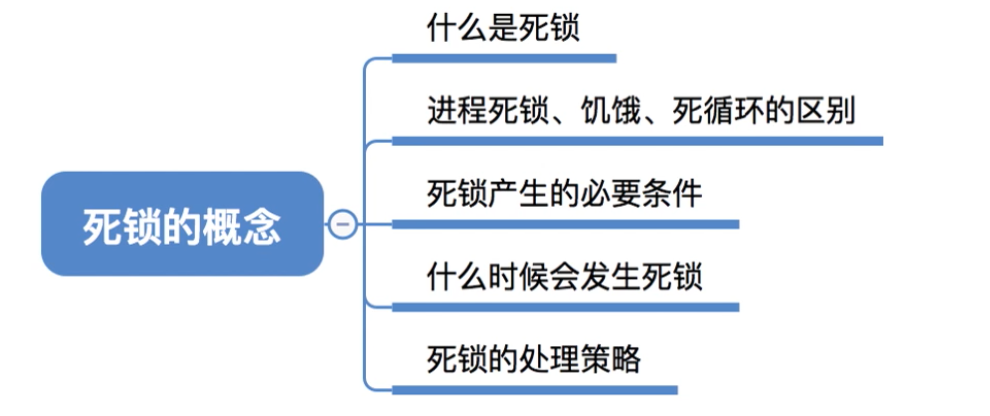 什么是死锁
进程死锁、饥饿、死循环的区别
死锁产生的必要条件
死锁的概念
什么时候会发生死锁
死锁的处理策略